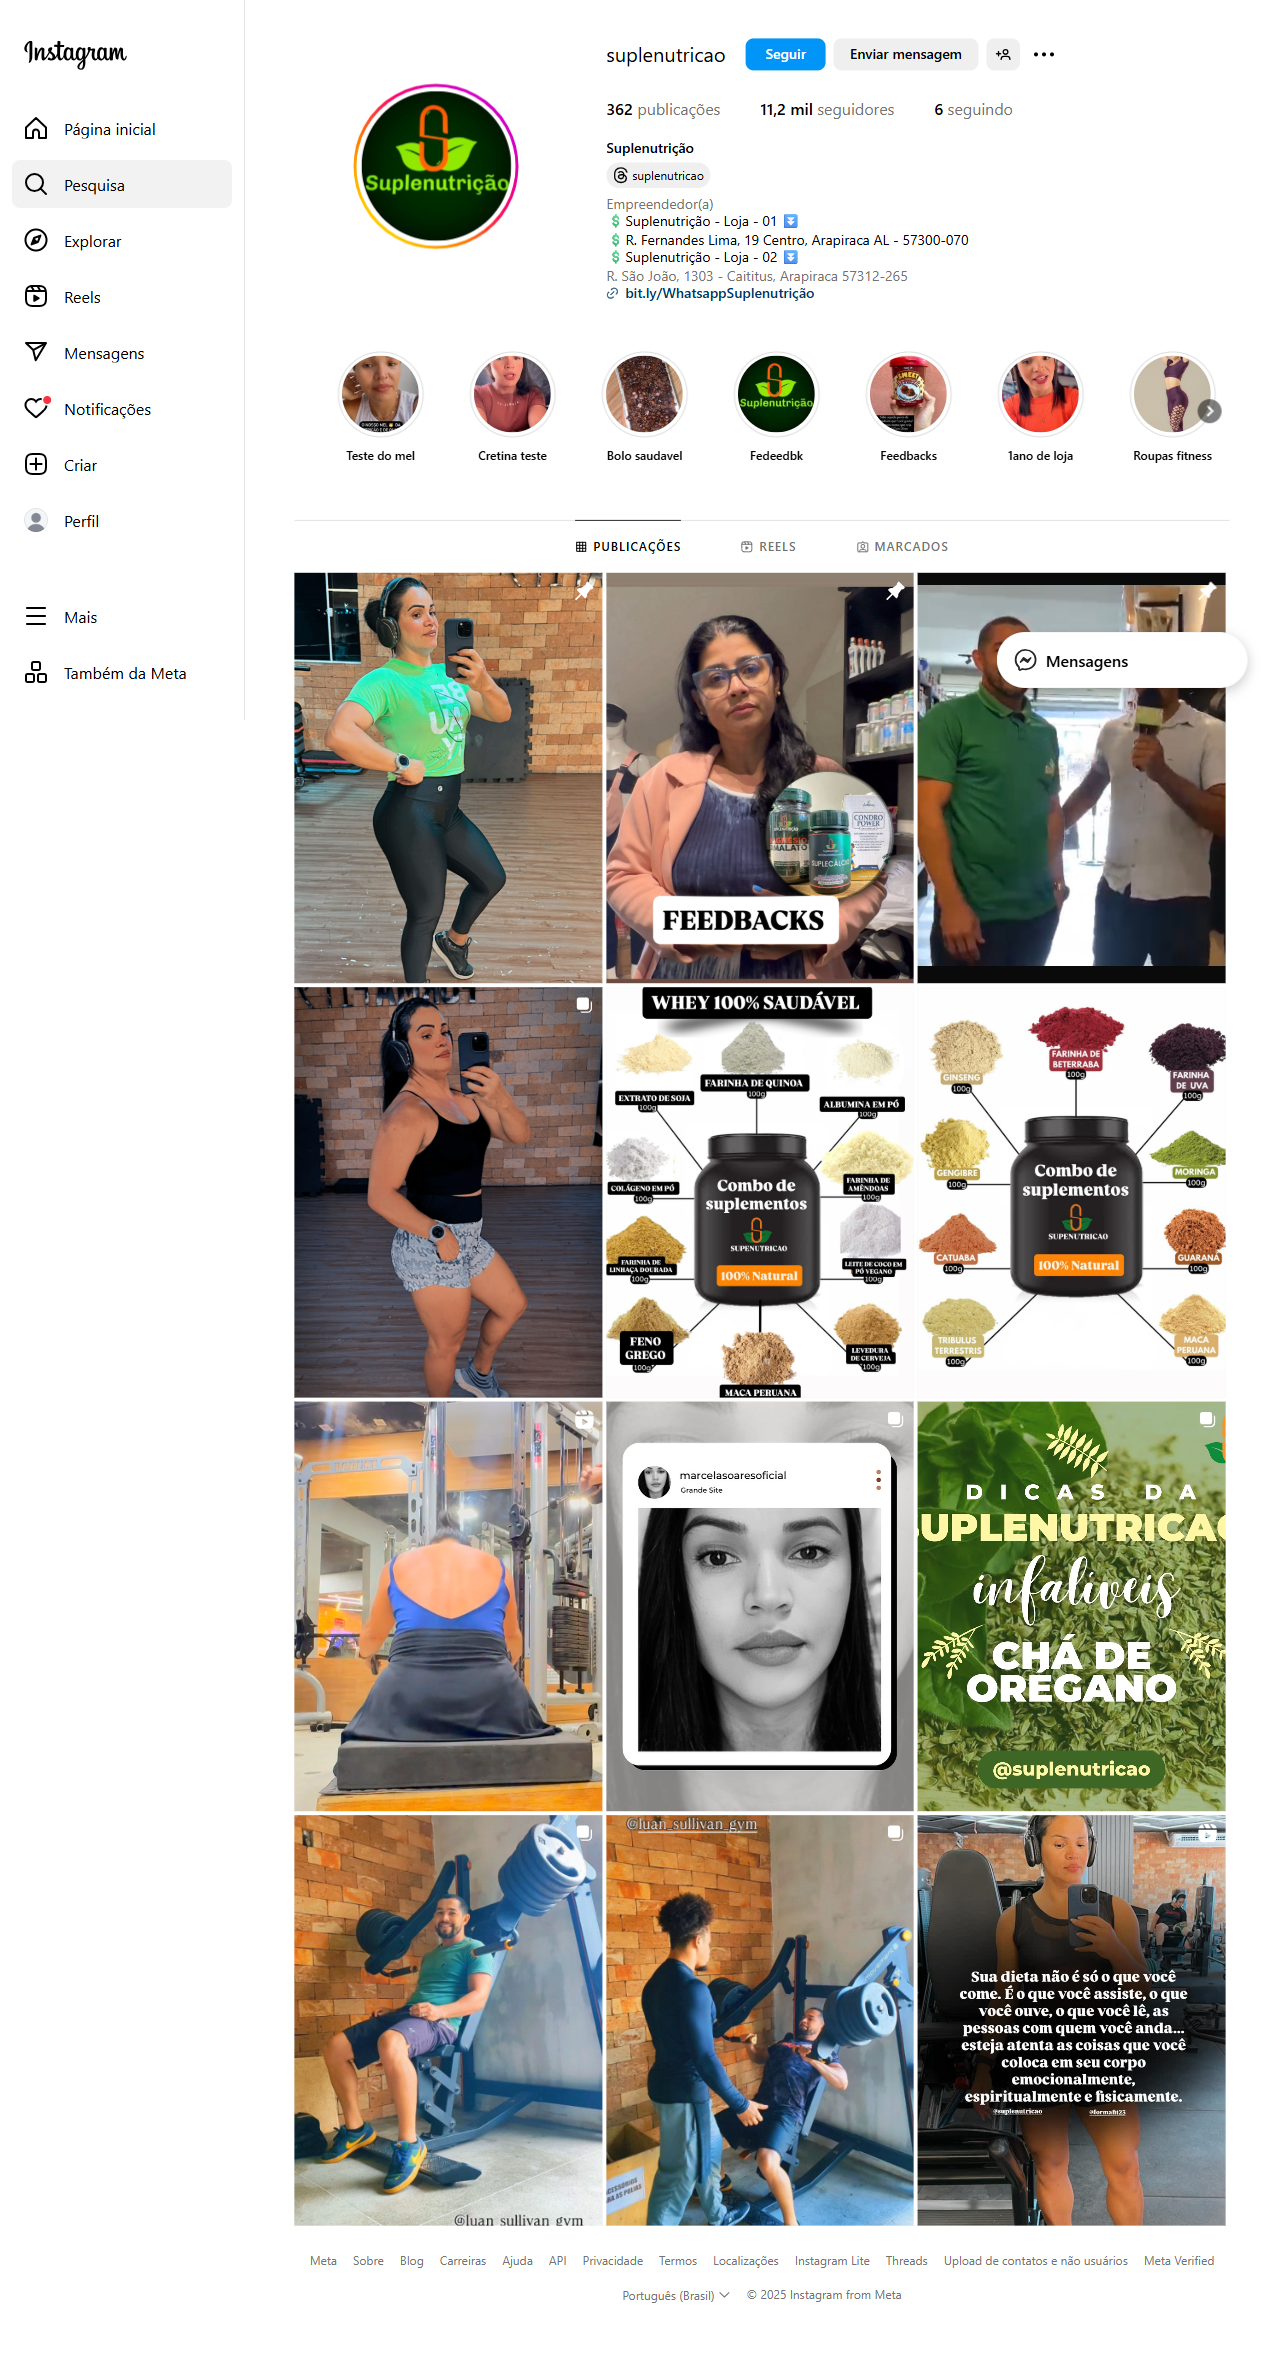 Instagram
Página inicial
Pesquisa
Explorar
Reels
Mensagens
Notificações
Criar
Perfil
Mais
Também da Meta
suplenutricao
Seguir
Enviar mensagem
362 publicações
11,2 mil seguidores
6 seguindo
Suplenutrição
Suplenutrição
suplenutricao
Empreendedor(a)
Suplenutrição - Loja - 01
R. Fernandes Lima, 19 Centro, Arapiraca AL - 57300-070
Suplenutrição - Loja - 02
R. São João, 1303 - Caititus, Arapiraca 57312-265
bit.ly/WhatsappSuplenutrição
Suplenutrição
SWEET
Teste do mel
Cretina teste
Bolo saudavel
Fedeedbk
Feedbacks
1ano de loja
Roupas fitness
PUBLICAÇÕES
REELS
MARCADOS
Mensagens
CONDRO
POWER
MALATO
SUPLECÁLCIO
FEEDBACKS
WHEY 100% SAUDÁVEL
EXTRATO DE SOJA
100g
FARINHA DE QUINOA
100g
ALBUMINA EM PÓ
100g
COLÁGENO EM PÓ
100g
FARINHA DE
AMÊNDOAS
100g
Combo de
suplementos
SUPENUTRICAO
100% Natural
FARINHA DE
LINHAÇA DOURADA
100g
LEITE DE COCO EM
PÓ VEGANO
100g
FENO
GREGO
100g
MACA PERUANA
LEVEDURA
DE CERVEJA
100g
GINSENG
100g
FARINHA DE
BETERRABA
100g
FARINHA
DE UVA
100g
GENGIBRE
100g
MORINGA
100g
Combo de
suplementos
SUPENUTRICAO
100% Natural
CATUABA
100g
GUARANÁ
100g
TRIBULUS
TERRESTRIS
100g
MACA
PERUANA
100g
marcelasoaresoficial
Grande Site
DICAS DA
SUPLENUTRICAO
infalíveis
CHÁ DE
ORÉGANO
@suplenutricao
@luan_sullivan_gym
@luan_sullivan_gym
Sua dieta não é só o que você
come. É o que você assiste, o que
você ouve, o que você lê, as
pessoas com quem você anda...
esteja atenta as coisas que você
coloca em seu corpo
emocionalmente,
espiritualmente e fisicamente.
@suplenutricao
@formafit23
Meta
Sobre
Blog
Carreiras
Ajuda
API
Privacidade
Termos
Localizações
Instagram Lite
Threads
Upload de contatos e não usuários
Meta Verified
Português (Brasil)
© 2025 Instagram from Meta